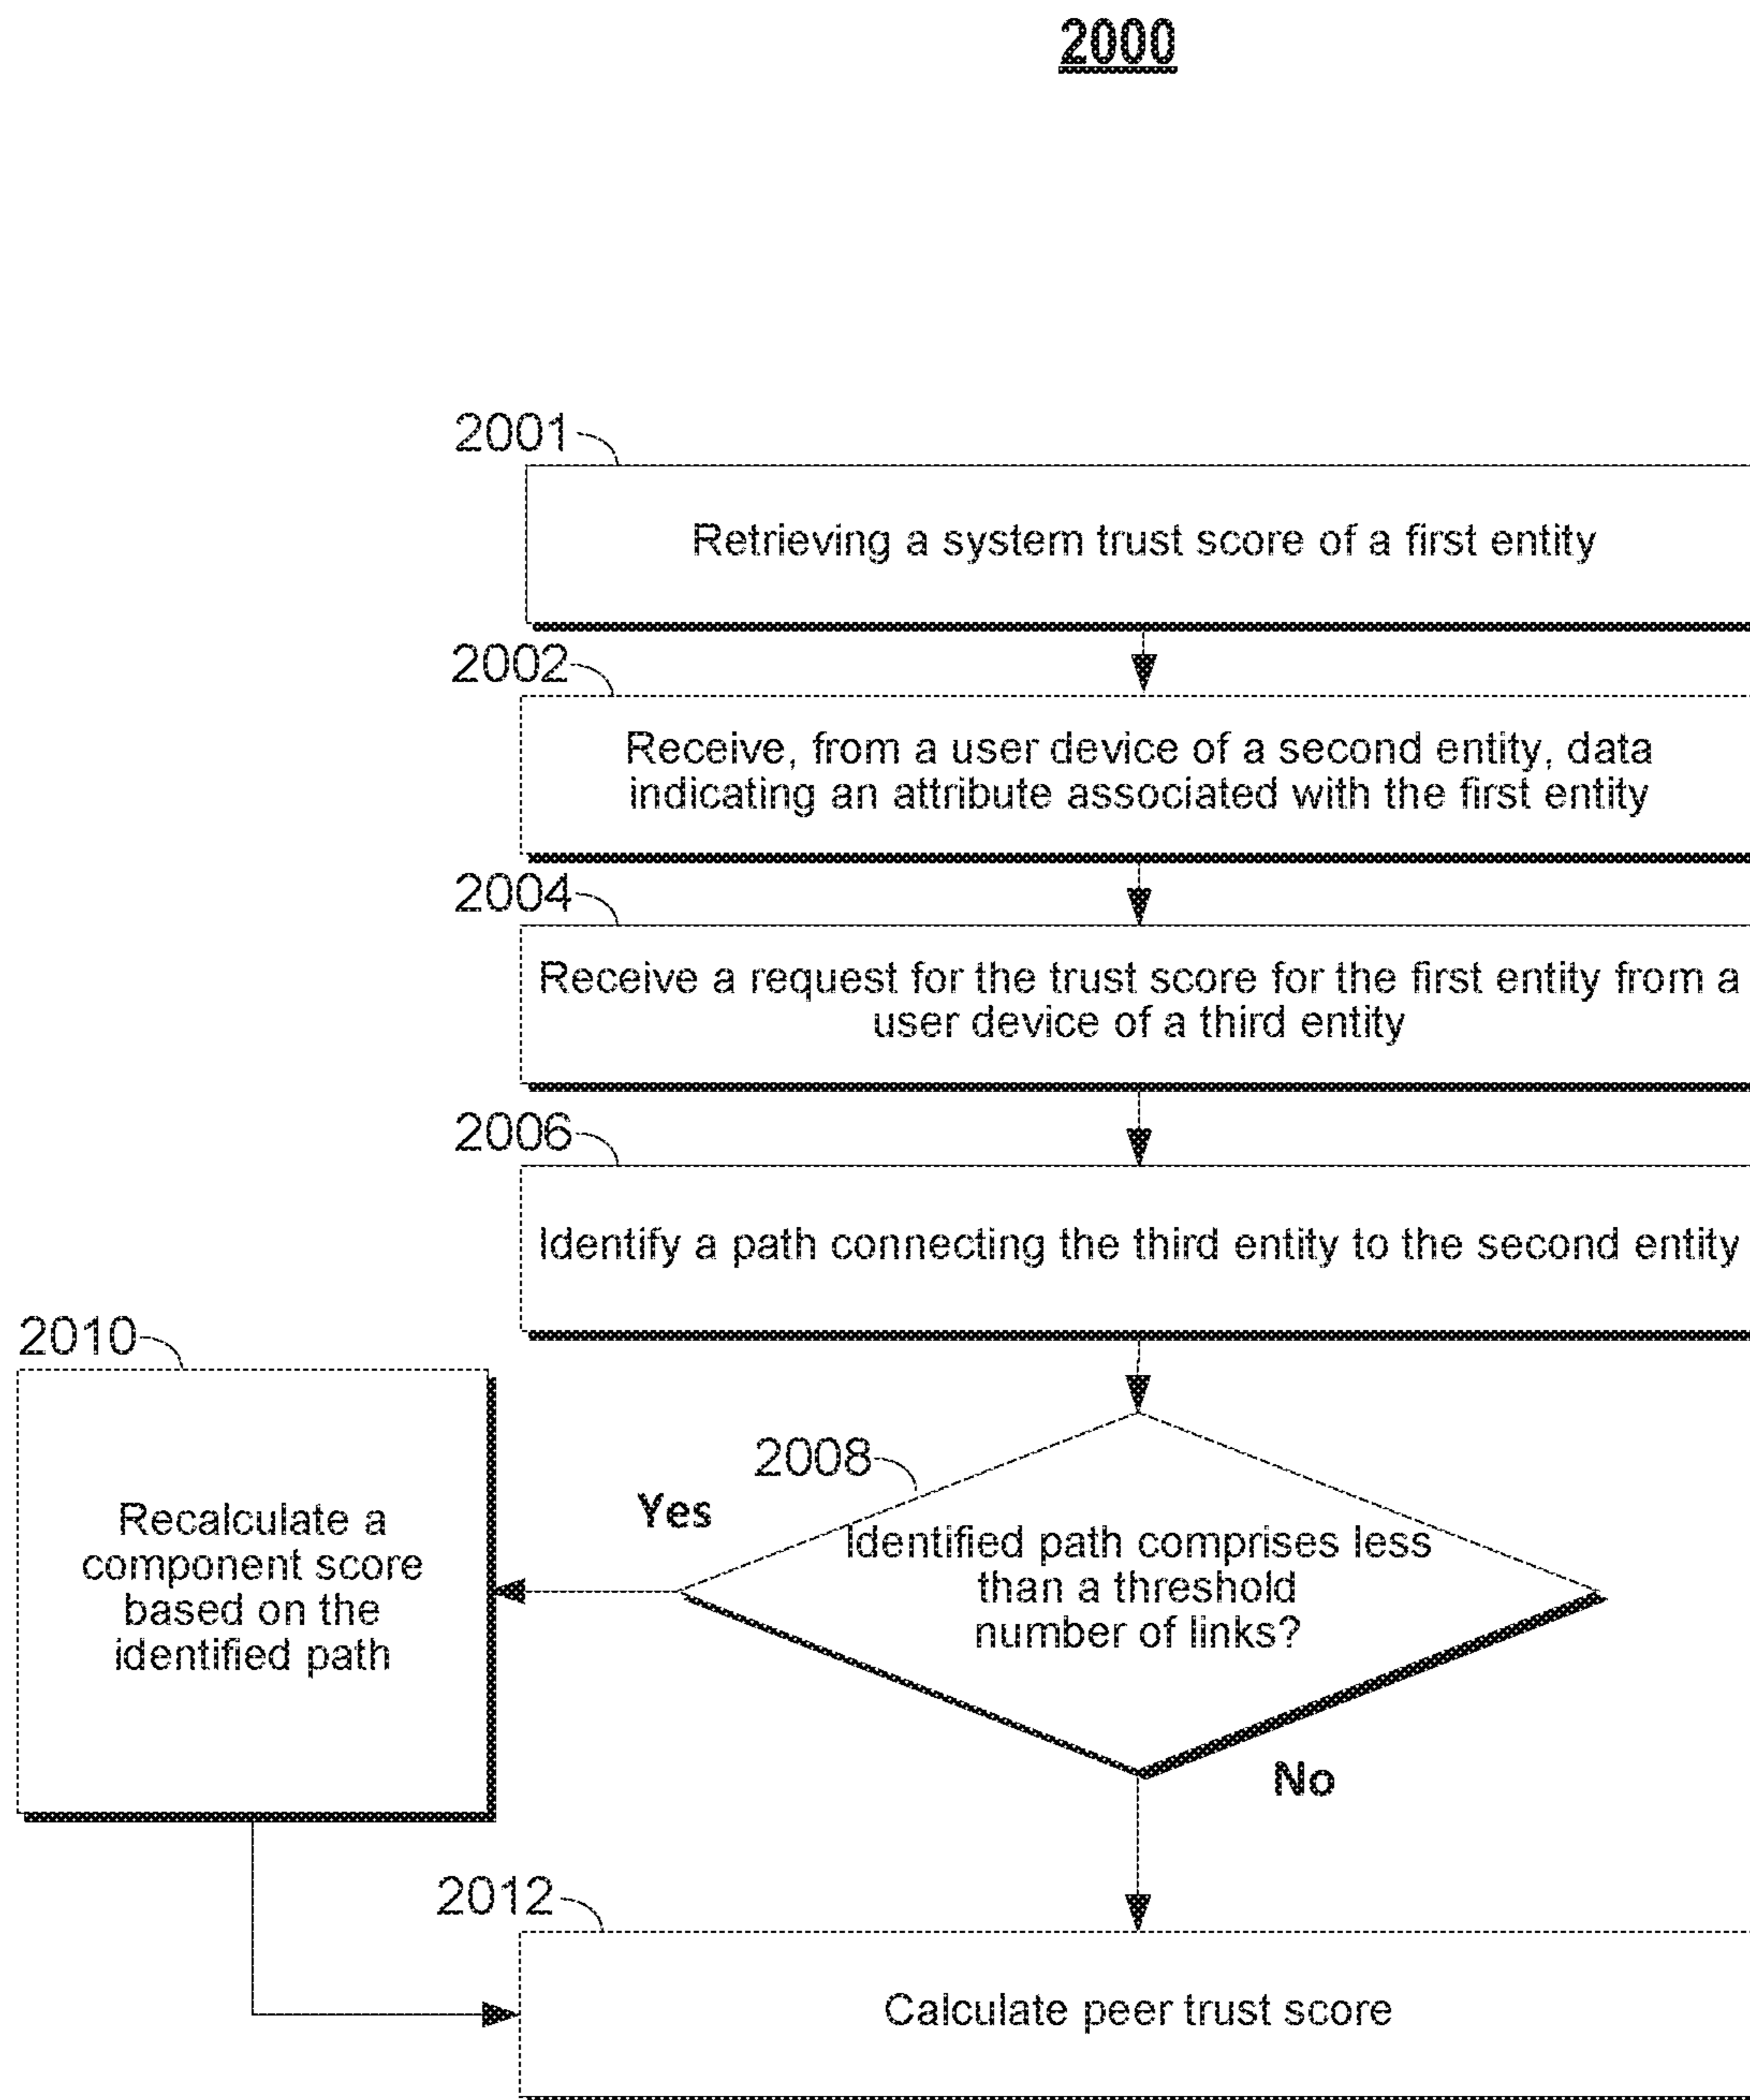 2000
2001
Retrieving a system trust score of a first entity
2002
Receive, from a user device of a second entity, data
indicating an attribute associated with the first entity
2004
Receive a request for the trust score for the first entity from a
user device of a third entity
2006
Identify a path connecting the third entity to the second entity
2010
Recalculate a
component score
based on the
identified path
2008
Yes
Identified path comprises less
than a threshold
number of links?
No
2012
Calculate peer trust score